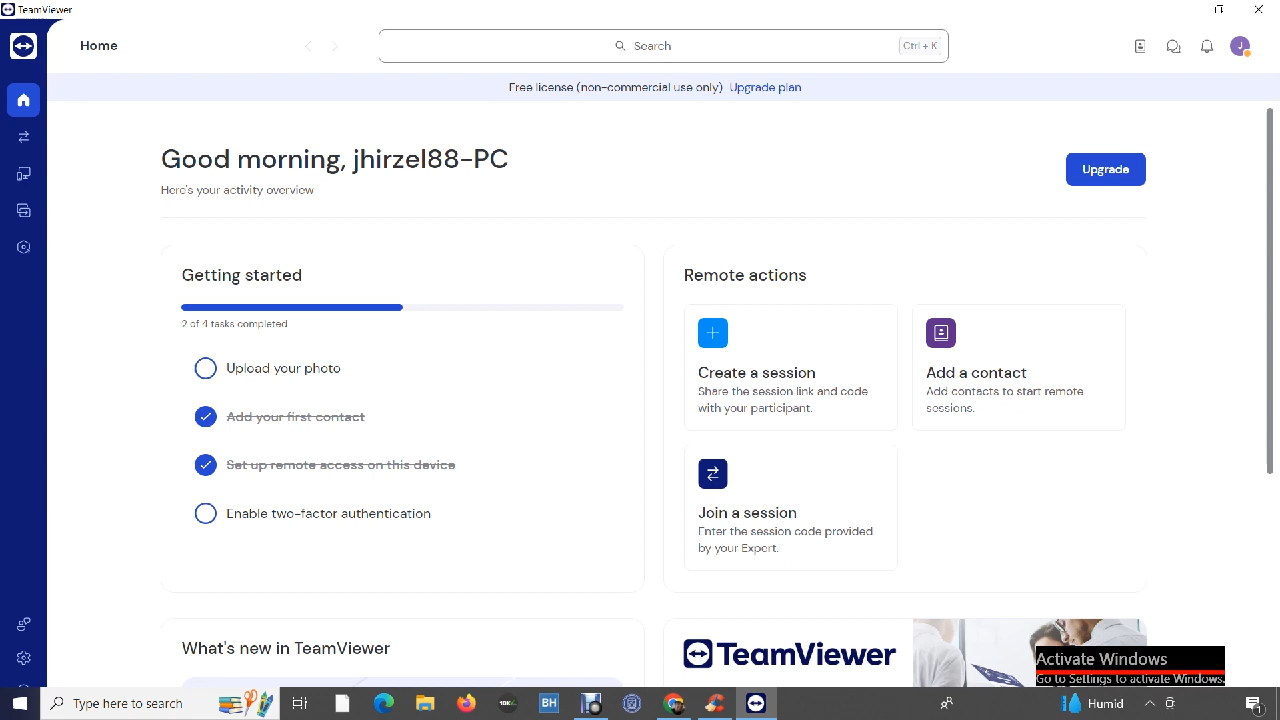 TeamViewer
Home
Search
Ctrl + K
J
Free license (non-commercial use only) Upgrade plan
Good morning, jhirzel88-PC
Here's your activity overview
Upgrade
Getting started
2 of 4 tasks completed
Upload your photo
Add your first contact
Set up remote access on this device
Enable two-factor authentication
Remote actions
Create a session
Share the session link and code
with your participant.
Add a contact
Add contacts to start remote
sessions.
Join a session
Enter the session code provided
by your Expert.
What's new in TeamViewer
TeamViewer
Activate Windows
Go to Settings to activate Windows.
Type here to search
BH
Humid